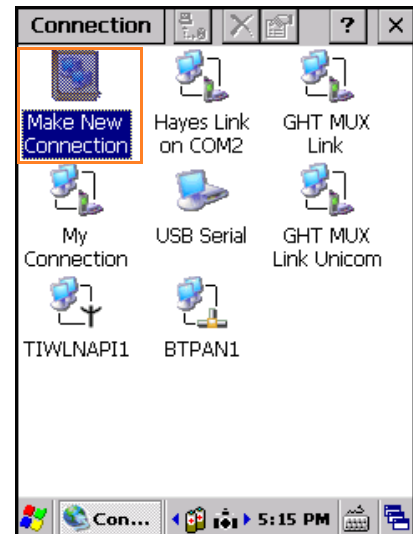 Connection ? ×
Make New
Connection
Hayes Link
on COM2
GHT MUX
Link
My
Connection
USB Serial
GHT MUX
Link Unicom
TIWLNAPI1
BTPAN1
Con... 5:15 PM